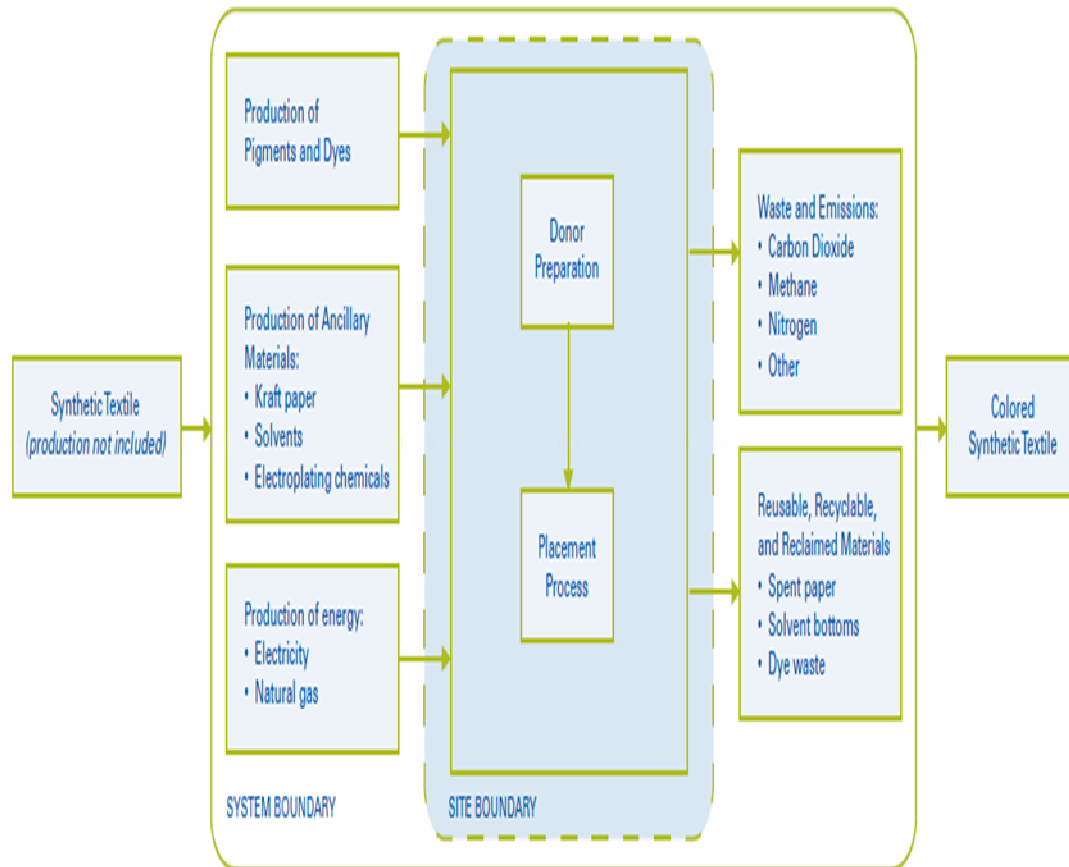 Synthetic Textile
(production not included)
Production of
Pigments and Dyes
Production of Ancillary
Materials:
• Kraft paper
• Solvents
• Electroplating chemicals
Production of energy:
• Electricity
• Natural gas
SYSTEM BOUNDARY
Donor
Preparation
Placement
Process
SITE BOUNDARY
Waste and Emissions:
• Carbon Dioxide
• Methane
• Nitrogen
• Other
Reusable, Recyclable,
and Reclaimed Materials
• Spent paper
• Solvent bottoms
• Dye waste
Colored
Synthetic Textile